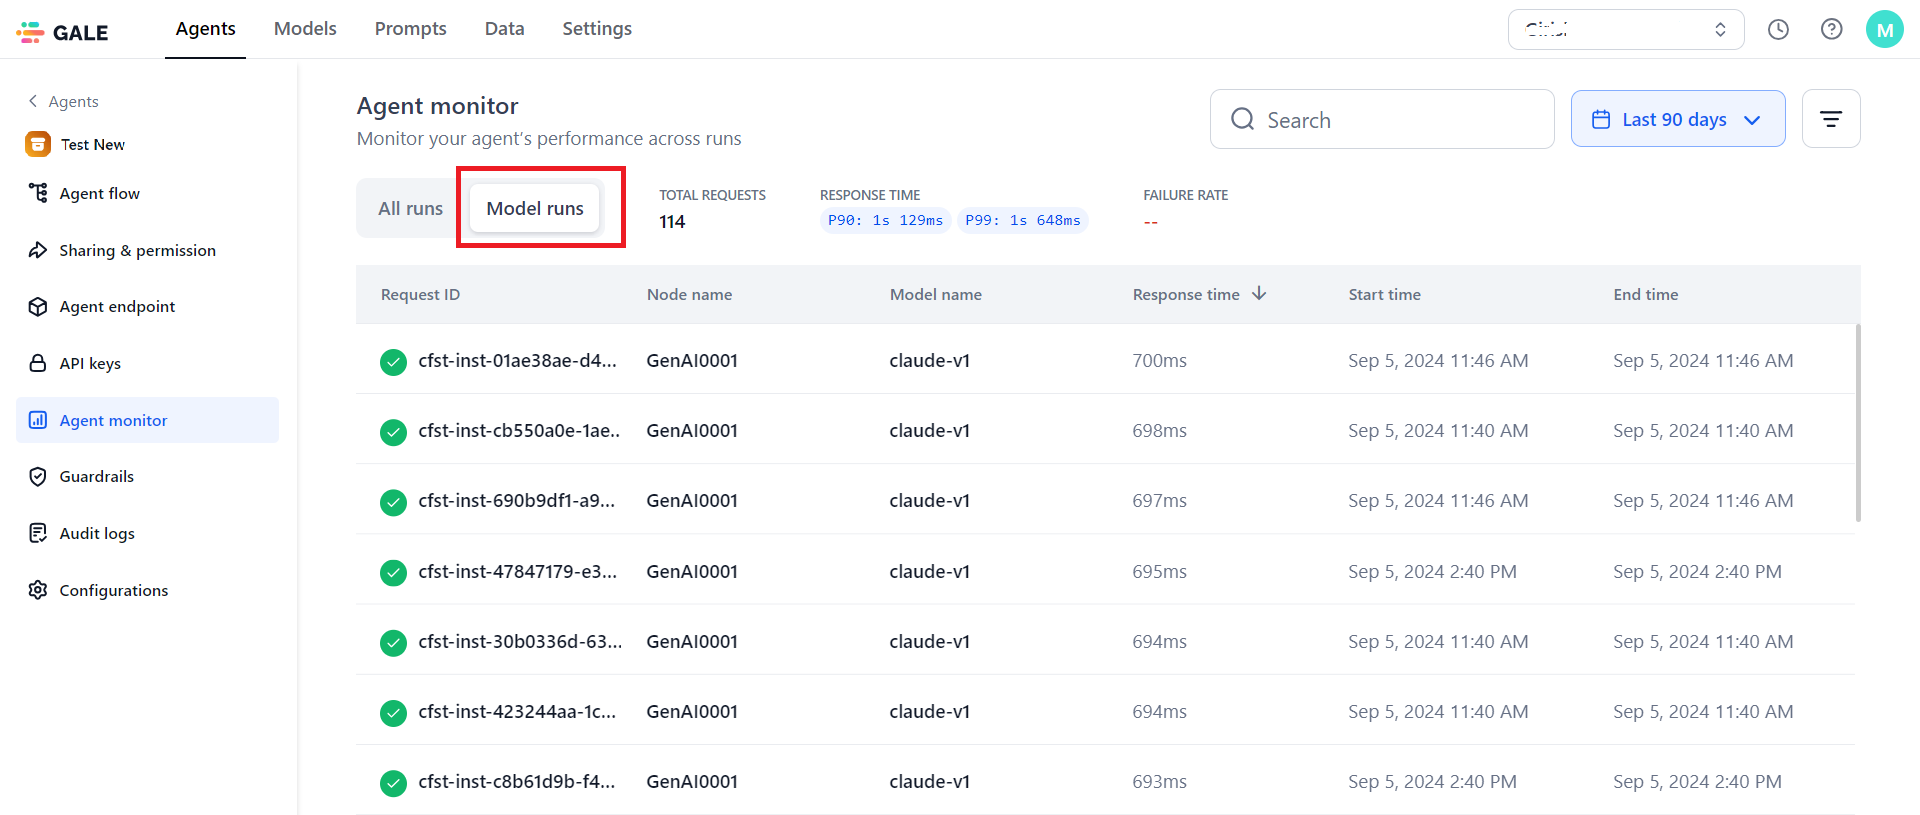 GALE
Agents Models Prompts Data Settings
M
Agents
Test New
Agent flow
Sharing & permission
Agent endpoint
API keys
Agent monitor
Guardrails
Audit logs
Configurations
Agent monitor
Monitor your agent's performance across runs
Search
Last 90 days
All runs
Model runs
TOTAL REQUESTS
114
RESPONSE TIME
P90: 1s 129ms P99: 1s 648ms
FAILURE RATE
--
Request ID Node name Model name Response time Start time End time
cfst-inst-01ae38ae-d4... GenAI0001 claude-v1 700ms Sep 5, 2024 11:46 AM Sep 5, 2024 11:46 AM
cfst-inst-cb550a0e-1ae.. GenAI0001 claude-v1 698ms Sep 5, 2024 11:40 AM Sep 5, 2024 11:40 AM
cfst-inst-690b9df1-a9... GenAI0001 claude-v1 697ms Sep 5, 2024 11:46 AM Sep 5, 2024 11:46 AM
cfst-inst-47847179-e3... GenAI0001 claude-v1 695ms Sep 5, 2024 2:40 PM Sep 5, 2024 2:40 PM
cfst-inst-30b0336d-63... GenAI0001 claude-v1 694ms Sep 5, 2024 11:40 AM Sep 5, 2024 11:40 AM
cfst-inst-423244aa-1c... GenAI0001 claude-v1 694ms Sep 5, 2024 11:40 AM Sep 5, 2024 11:40 AM
cfst-inst-c8b61d9b-f4... GenAI0001 claude-v1 693ms Sep 5, 2024 2:40 PM Sep 5, 2024 2:40 PM